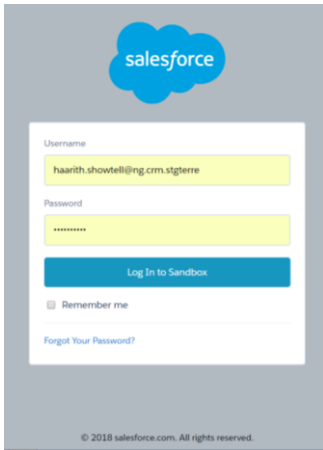 salesforce
Username
haarith.showtell@ng.crm.stgterre
Password
••••••••••
Log In to Sandbox
Remember me
Forgot Your Password?
© 2018 salesforce.com. All rights reserved.